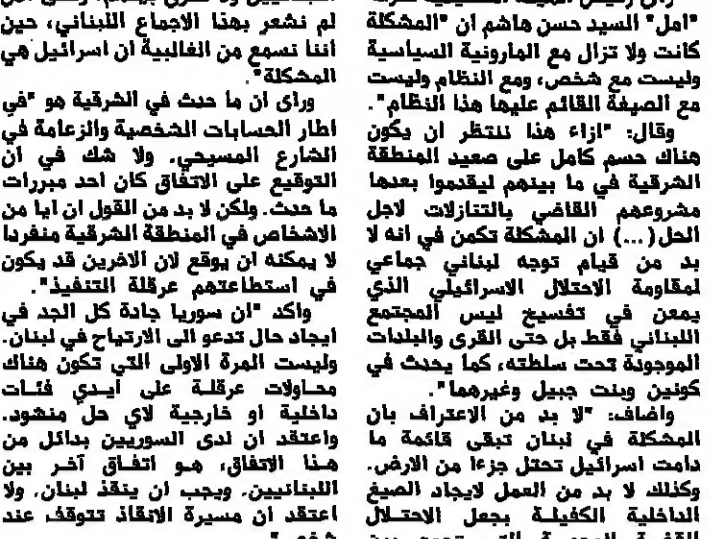 "امل" السيد حسن هاشم ان "المشكلة
كانت ولا تزال مع المارونية السياسية
وليست مع شخص، ومع النظام وليست
مع الصيغة القائم عليها هذا النظام".
وقال: "ازاء هذا ننتظر ان يكون
هناك حسم كامل على صعيد المنطقة
الشرقية في ما بينهم ليقدموا بعدها
مشروعهم القاضي بالتنازلات لاجل
الحل (...) ان المشكلة تكمن في انه لا
بد من قيام توجه لبناني جماعي
لمقاومة الاحتلال الاسرائيلي الذي
يمعن في تفسيخ ليس المجتمع
اللبناني فقط بل حتى القرى والبلدات
الموجودة تحت سلطته، كما يحدث في
كونين وبنت جبيل وغيرهما".
واضاف: "لا بد من الاعتراف بان
المشكلة في لبنان تبقى قائمة ما
دامت اسرائيل تحتل جزءا من الارض.
وكذلك لا بد من العمل لايجاد الصيغ
الداخلية الكفيلة بجعل الاحتلال
لم نشعر بهذا الاجماع اللبناني، حين
أننا نسمع من الغالبية ان اسرائيل هي
المشكلة".
وراى ان ما حدث في الشرقية هو "في
اطار الحسابات الشخصية والزعامة في
الشارع المسيحي. ولا شك في ان
التوقيع على الاتفاق كان احد مبررات
ما حدث. ولكن لا بد من القول ان ايا من
الاشخاص في المنطقة الشرقية منفردا
لا يمكنه ان يوقع لان الاخرين قد يكون
في استطاعتهم عرقلة التنفيذ".
واكد "ان سوريا جادة كل الجد في
ايجاد حال تدعو الى الارتياح في لبنان.
وليست المرة الاولى التي تكون هناك
محاولات عرقلة على أيدي فئات
داخلية او خارجية لاي حل منشود.
واعتقد ان لدى السوريين بدائل من
هذا الاتفاق، هو اتفاق آخر بين
اللبنانيين. ويجب ان ينقذ لبنان. ولا
اعتقد ان مسيرة الانقاذ تتوقف عند